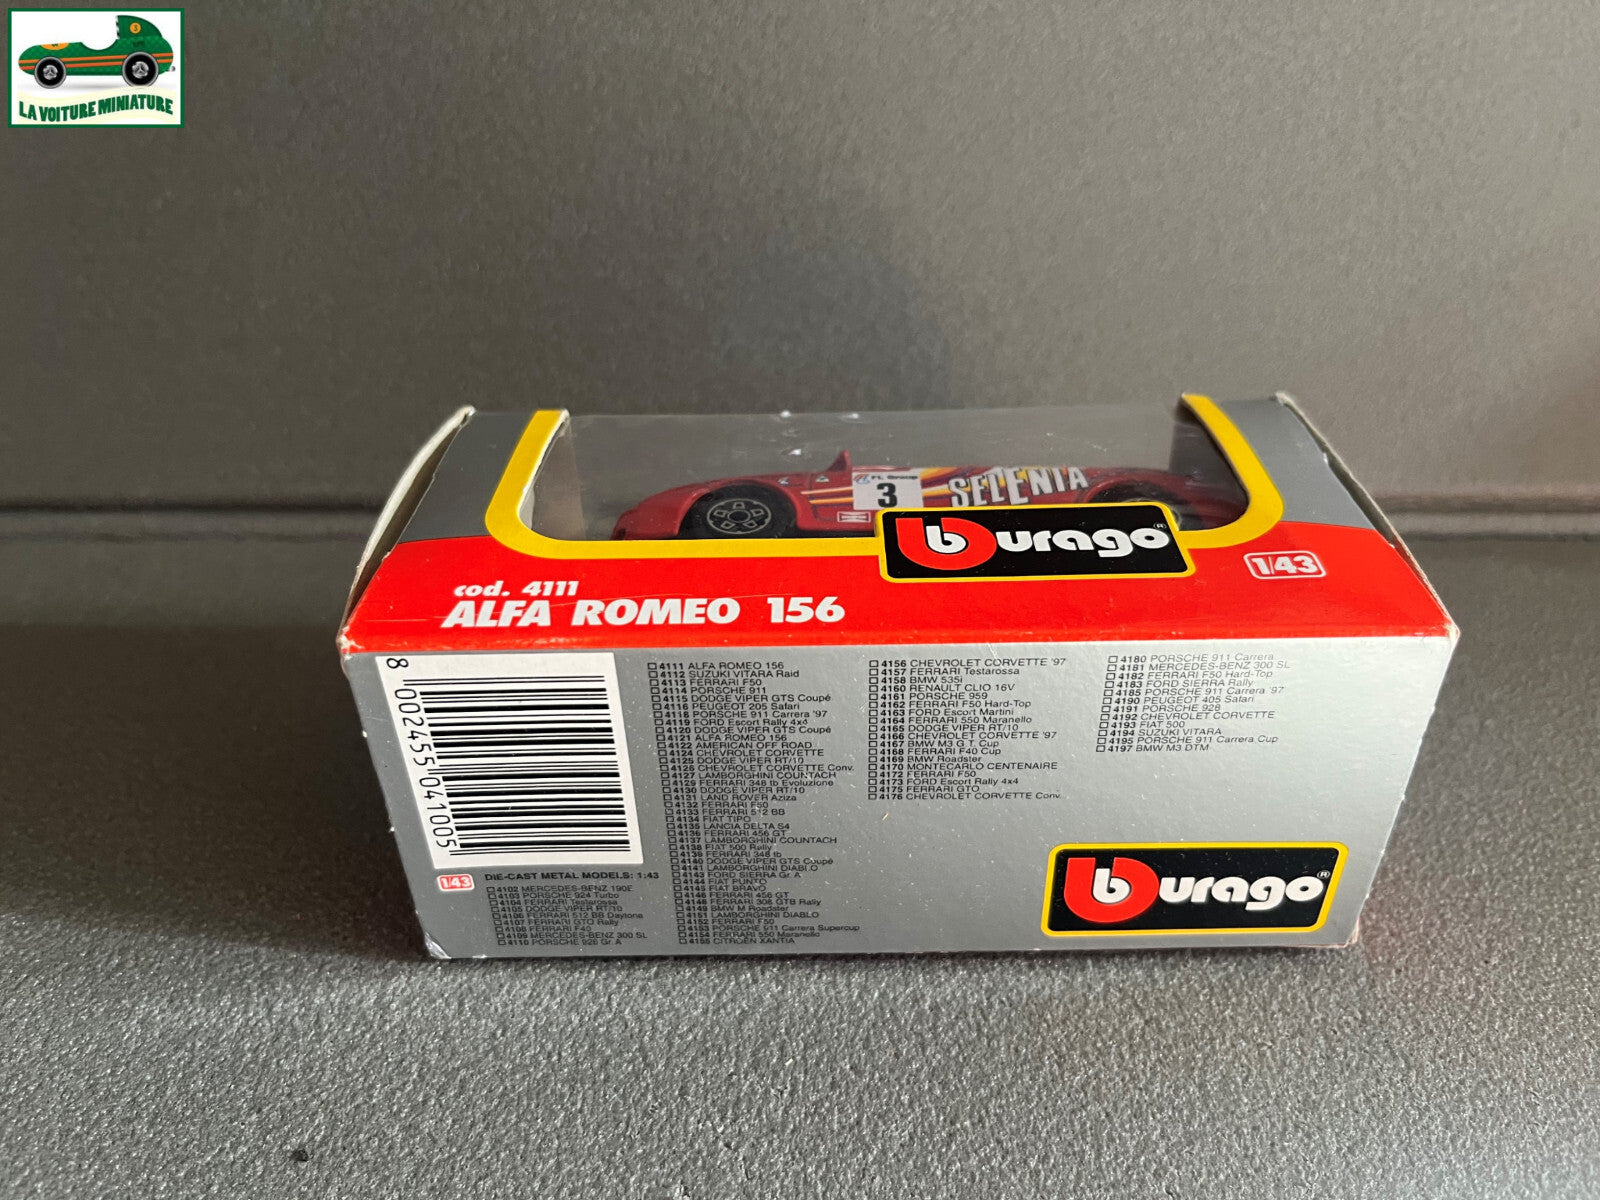 LA VOITURE MINIATURE
3
SELENIA
burago®
1/43
cod. 4111
ALFA ROMEO 156
8 002455 041005
1/43 DIE-CAST METAL MODELS: 1:43
4102 MERCEDES-BENZ 190E
4103 PORSCHE 924 Turbo
4104 FERRARI Testarossa
4105 DODGE VIPER RT/10
4106 FERRARI 512 BB Daytona
4107 FERRARI GTO Rally
4108 FERRARI F40
4109 MERCEDES-BENZ 300 SL
4110 PORSCHE 928 Gr. A
4111 ALFA ROMEO 156
4112 SUZUKI VITARA Raid
4113 FERRARI F50
4114 PORSCHE 911
4115 DODGE VIPER GTS Coupé
4116 PEUGEOT 205 Safari
4118 PORSCHE 911 Carrera '97
4119 FORD Escort Rally 4x4
4120 DODGE VIPER GTS Coupé
4121 ALFA ROMEO 156
4122 AMERICAN OFF ROAD
4124 CHEVROLET CORVETTE
4125 DODGE VIPER RT/10
4126 CHEVROLET CORVETTE Conv.
4127 LAMBORGHINI COUNTACH
4129 FERRARI 348 tb Evoluzione
4130 DODGE VIPER RT/10
4131 LAND ROVER Aziza
4132 FERRARI F50
4133 FERRARI 512 BB
4134 FIAT TIPO
4135 LANCIA DELTA S4
4136 FERRARI 456 GT
4137 LAMBORGHINI COUNTACH
4138 FIAT 500 Rally
4139 FERRARI 348 tb
4140 DODGE VIPER GTS Coupé
4141 LAMBORGHINI DIABLO
4143 FORD SIERRA Gr. A
4144 FIAT PUNTO
4145 FIAT BRAVO
4146 FERRARI 456 GT
4148 FERRARI 308 GTB Rally
4149 BMW M Roadster
4151 LAMBORGHINI DIABLO
4152 FERRARI F50
4153 PORSCHE 911 Carrera Supercup
4154 FERRARI 550 Maranello
4155 CITROËN XANTIA
4156 CHEVROLET CORVETTE '97
4157 FERRARI Testarossa
4158 BMW 535i
4160 RENAULT CLIO 16V
4161 PORSCHE 959
4162 FERRARI F50 Hard-Top
4163 FORD Escort Martini
4164 FERRARI 550 Maranello
4165 DODGE VIPER RT/10
4166 CHEVROLET CORVETTE '97
4167 BMW M3 G.T. Cup
4168 FERRARI F40 Cup
4169 BMW Roadster
4170 MONTECARLO CENTENAIRE
4172 FERRARI F50
4173 FORD Escort Rally 4x4
4175 FERRARI GTO
4176 CHEVROLET CORVETTE Conv.
4180 PORSCHE 911 Carrera
4181 MERCEDES-BENZ 300 SL
4182 FERRARI F50 Hard-Top
4183 FORD SIERRA Rally
4185 PORSCHE 911 Carrera '97
4190 PEUGEOT 405 Safari
4191 PORSCHE 928
4192 CHEVROLET CORVETTE
4193 FIAT 500
4194 SUZUKI VITARA
4195 PORSCHE 911 Carrera Cup
4197 BMW M3 DTM
burago®